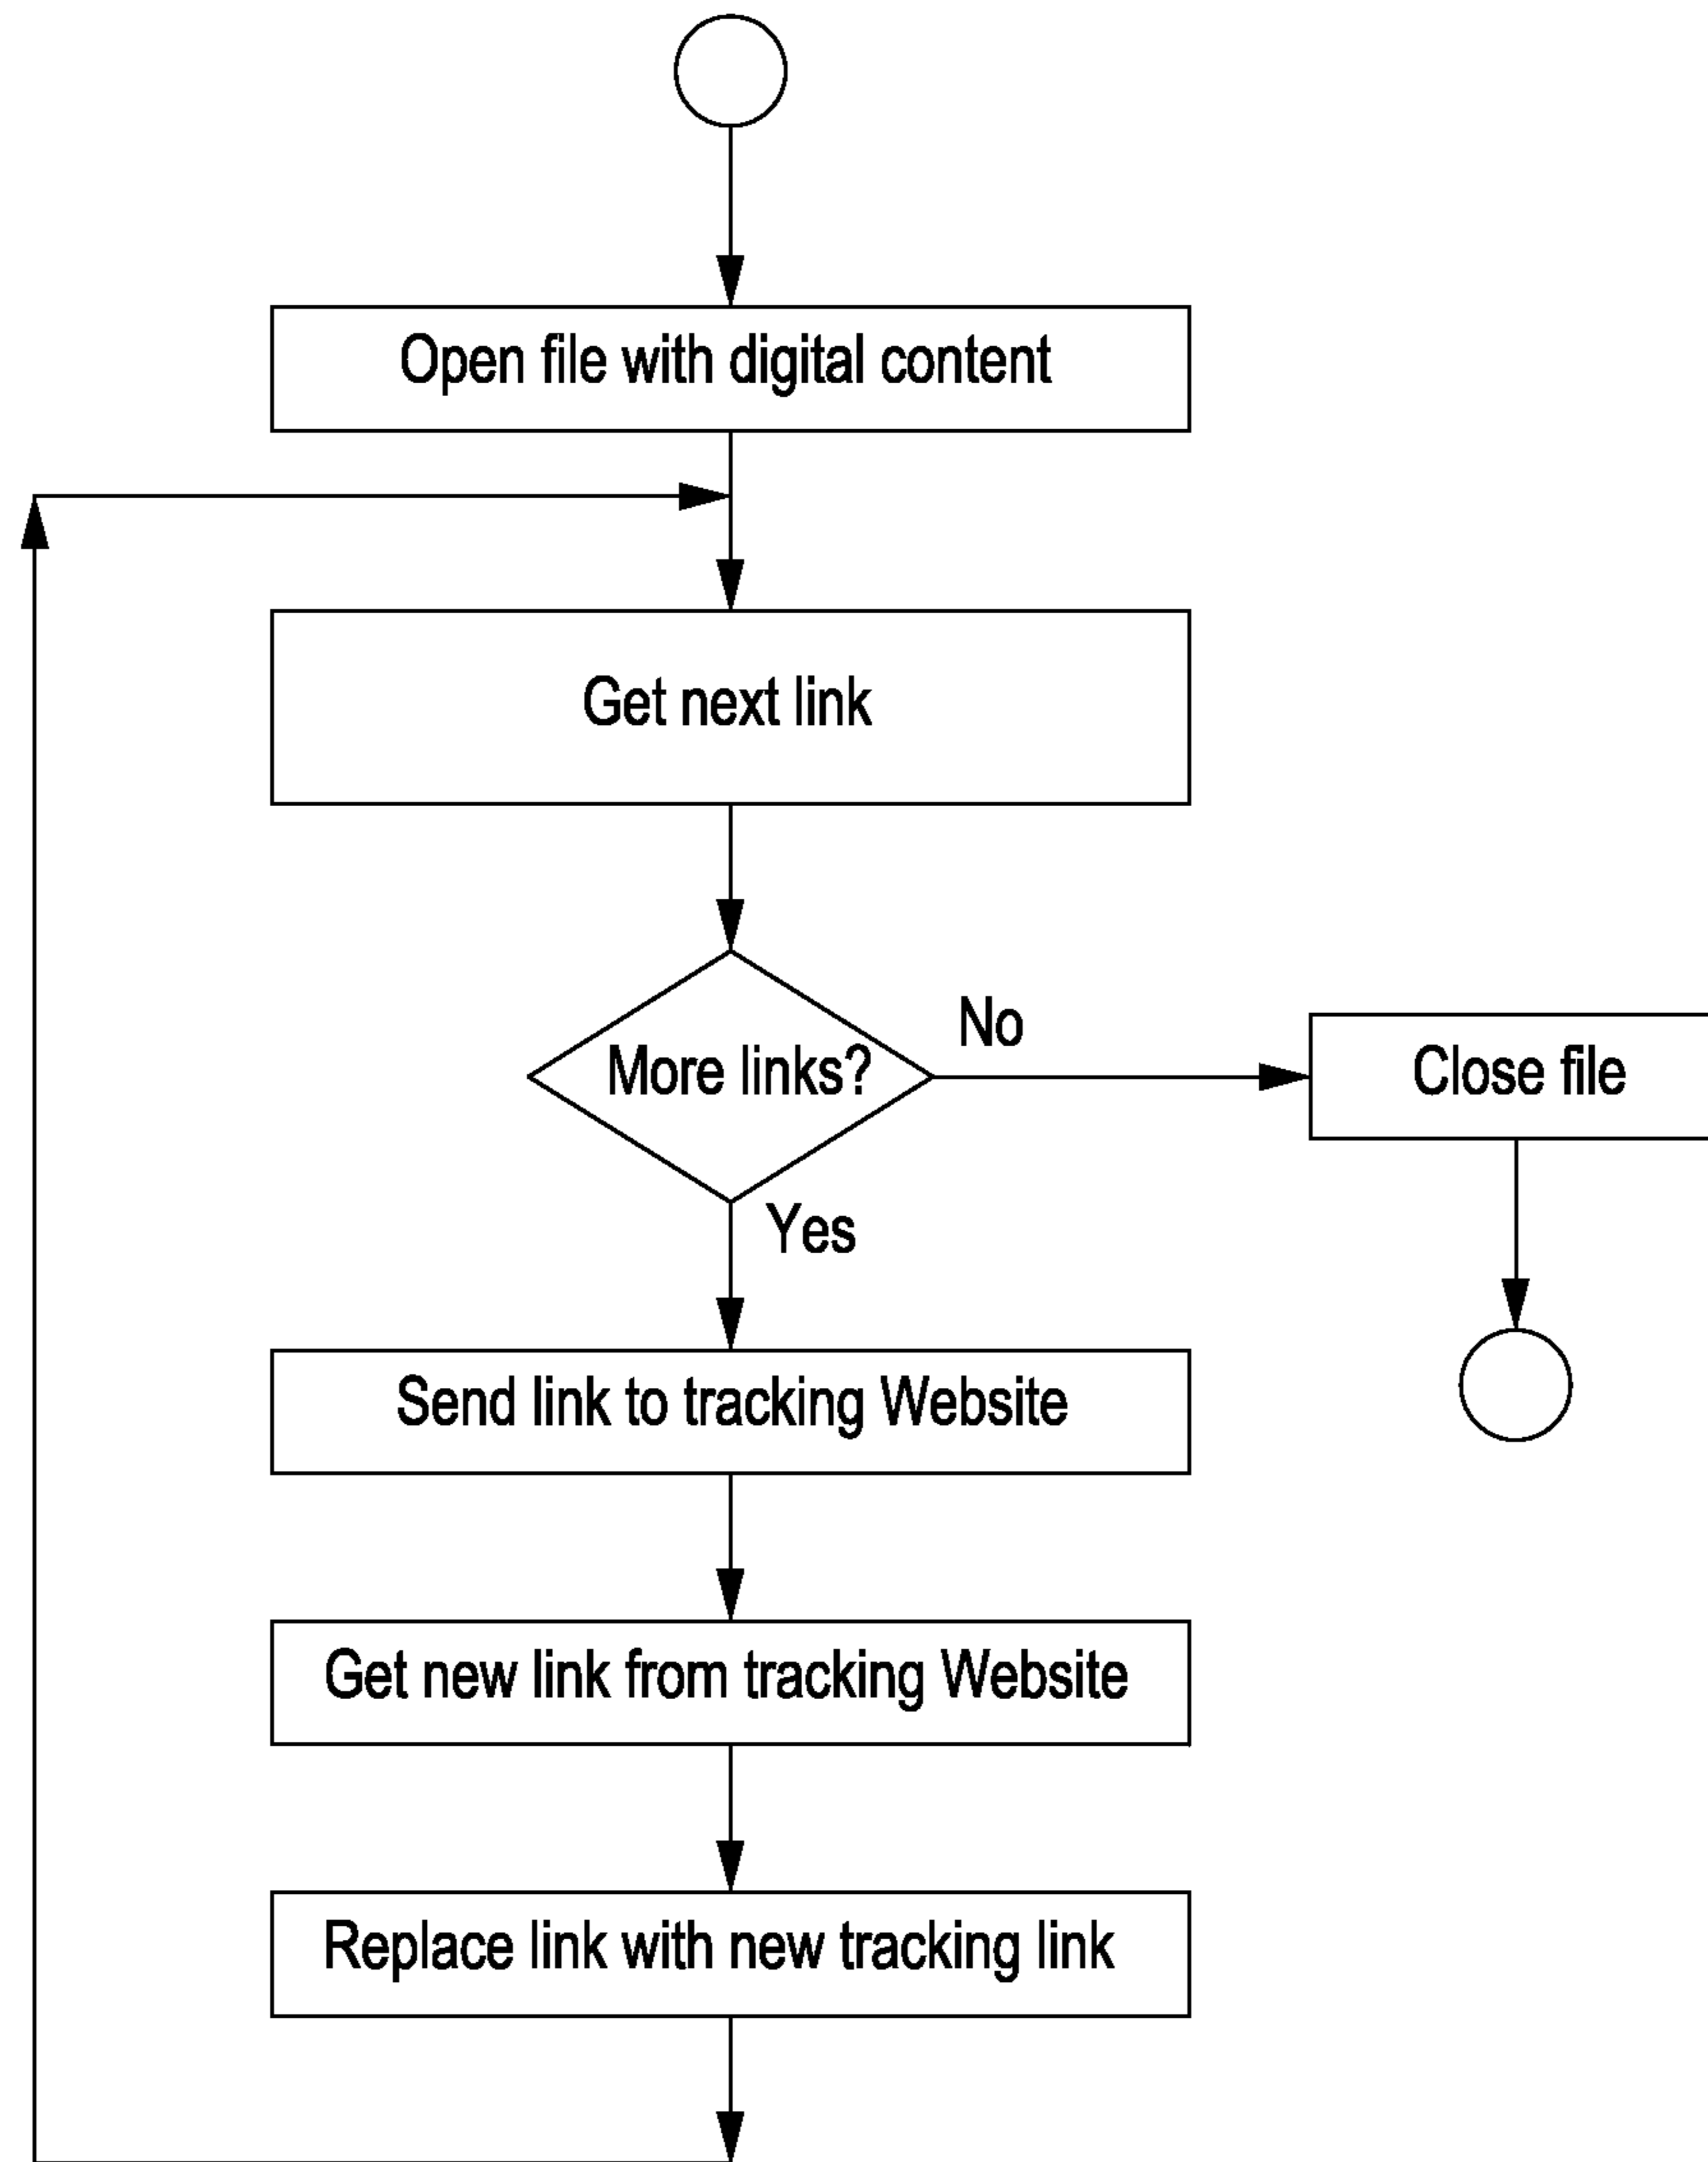 Open file with digital content
Get next link
More links?
No
Close file
Yes
Send link to tracking Website
Get new link from tracking Website
Replace link with new tracking link